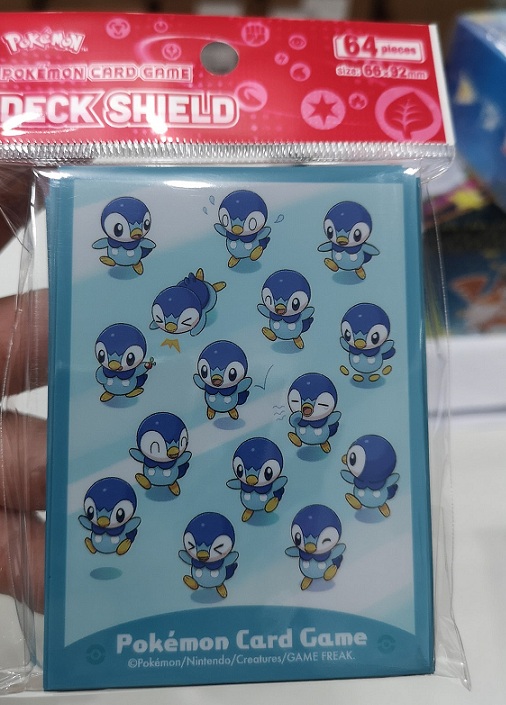 Pokémon
POKÉMON CARD GAME
DECK SHIELD
64 pieces
size: 66×92mm
Pokémon Card Game
©Pokémon/Nintendo/Creatures/GAME FREAK.